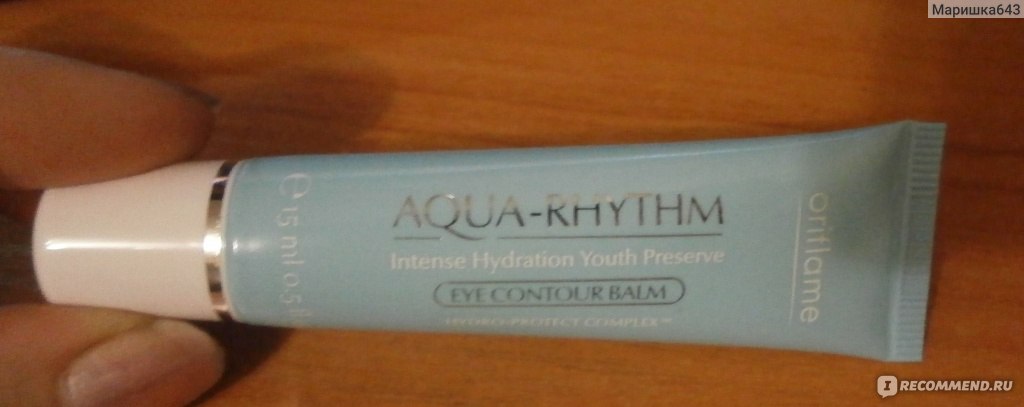 Маришка643
AQUA-RHYTHM
Intense Hydration Youth Preserve
EYE CONTOUR BALM
HYDRO-PROTECT COMPLEX™
oriflame
e 15 ml 0.5 fl
IRECOMMEND.RU